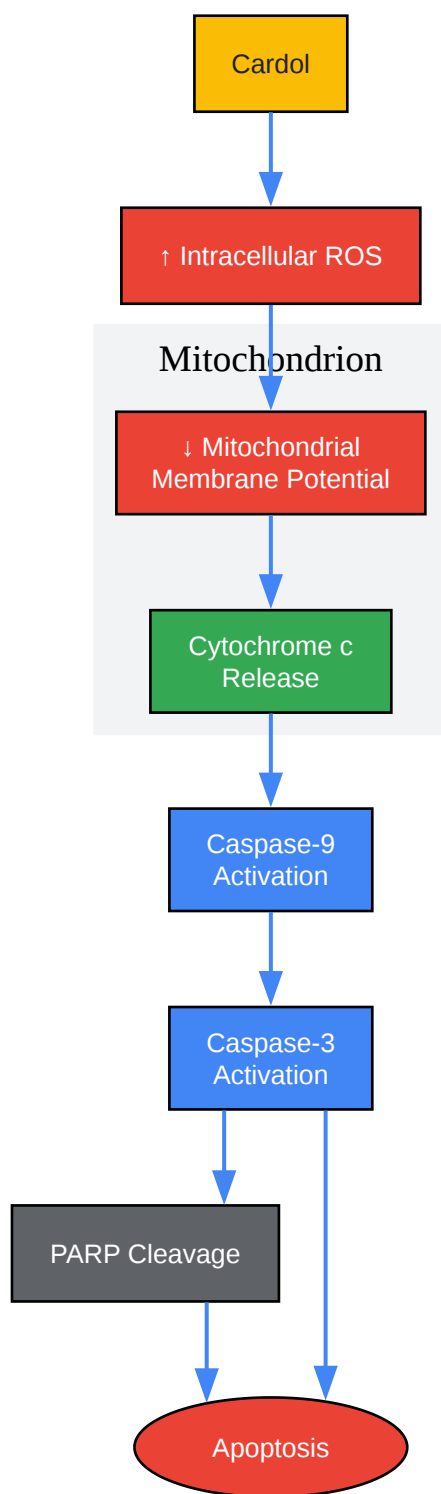 Cardol
↑ Intracellular ROS
Mitochondrion
↓ Mitochondrial
Membrane Potential
Cytochrome c
Release
Caspase-9
Activation
Caspase-3
Activation
PARP Cleavage
Apoptosis